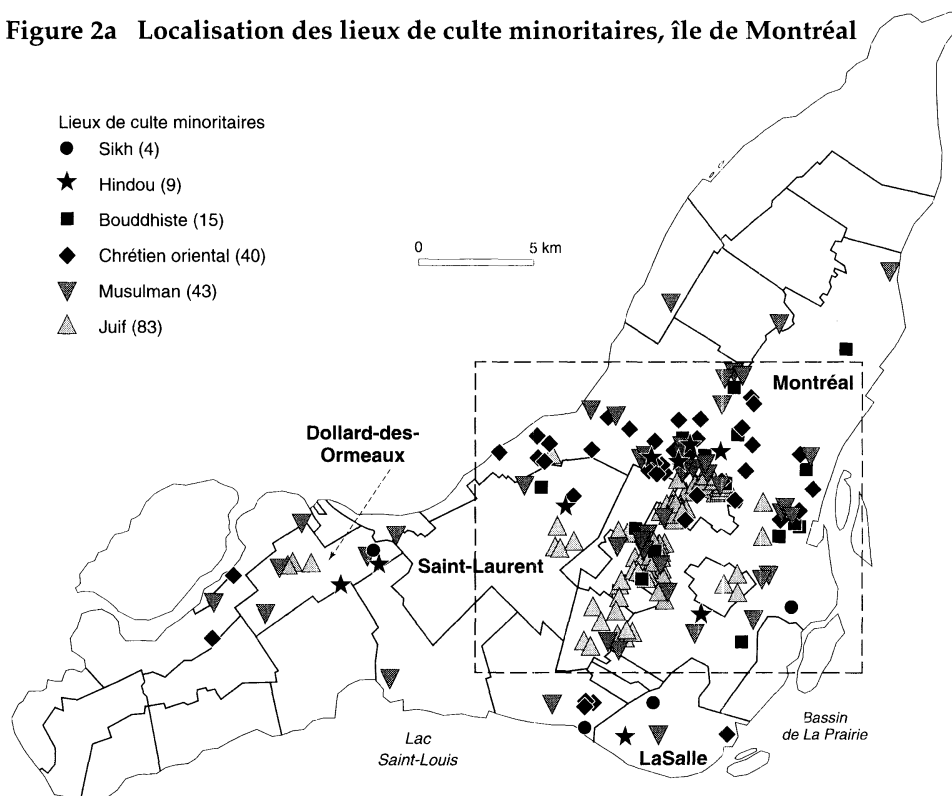 Figure 2a Localisation des lieux de culte minoritaires, île de Montréal
Lieux de culte minoritaires
Sikh (4)
Hindou (9)
Bouddhiste (15)
Chrétien oriental (40)
Musulman (43)
Juif (83)
0 5 km
Montréal
Dollard-des-
Ormeaux
Saint-Laurent
Lac
Saint-Louis
Bassin
de La Prairie
LaSalle